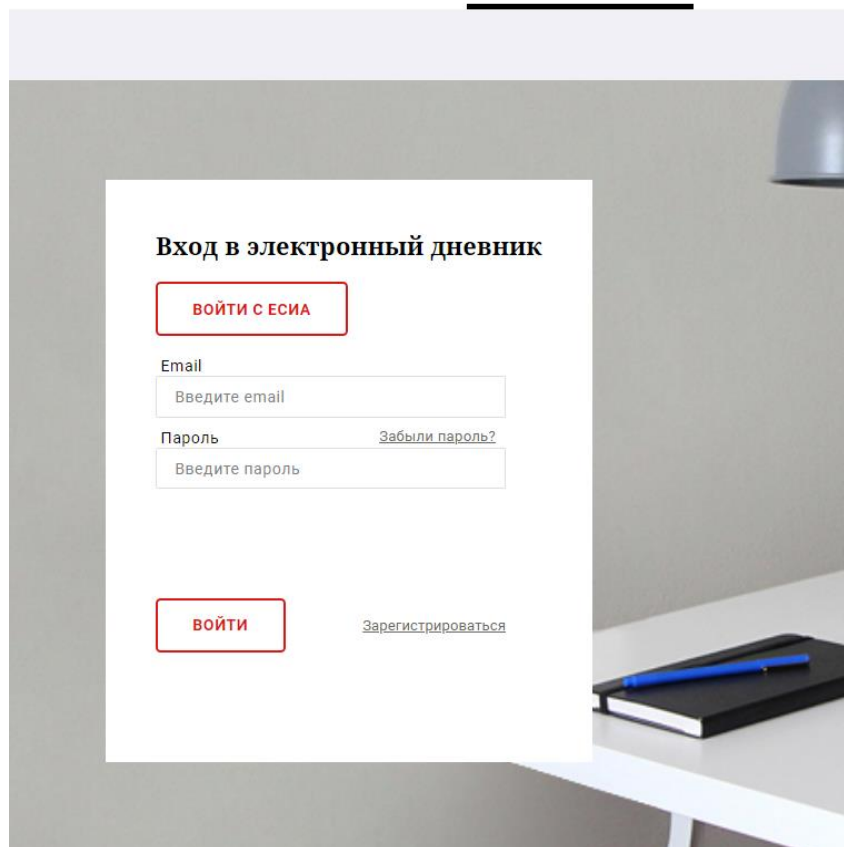 Вход в электронный дневник
ВОЙТИ С ЕСИА
Email
Введите email
Пароль Забыли пароль?
Введите пароль
ВОЙТИ Зарегистрироваться